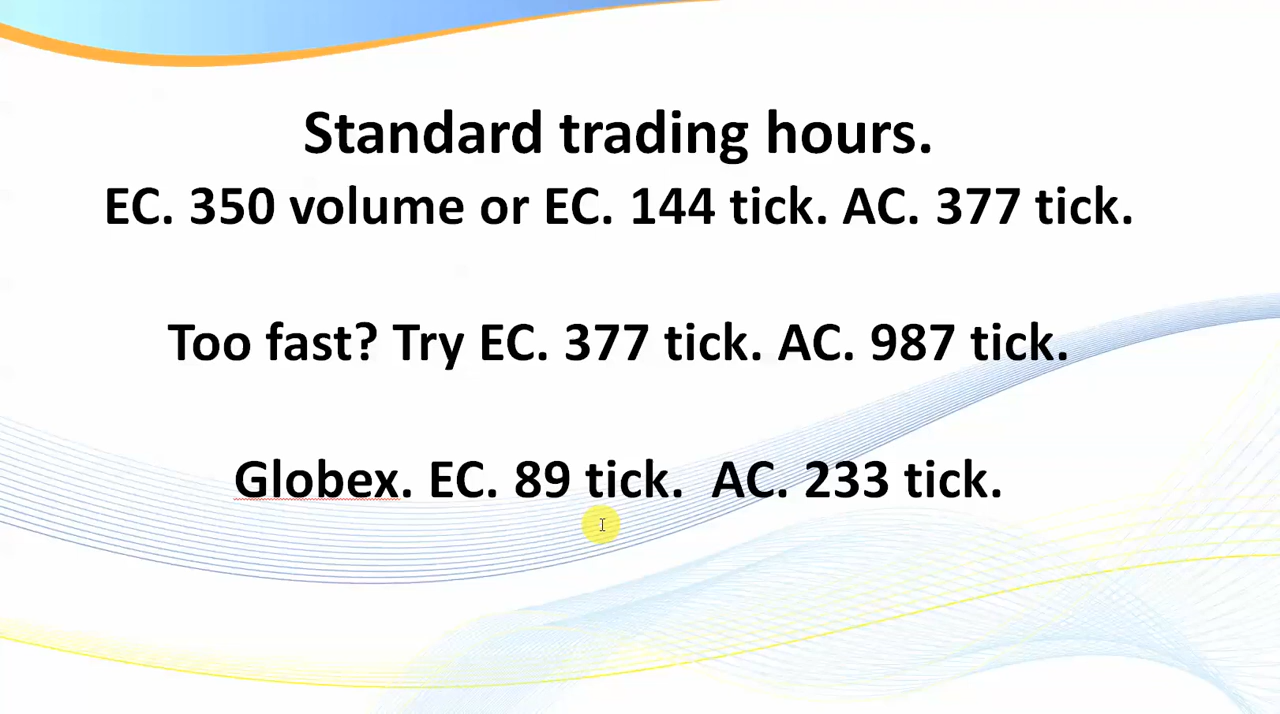 Standard trading hours.
EC. 350 volume or EC. 144 tick. AC. 377 tick.
Too fast? Try EC. 377 tick. AC. 987 tick.
Globex. EC. 89 tick.  AC. 233 tick.